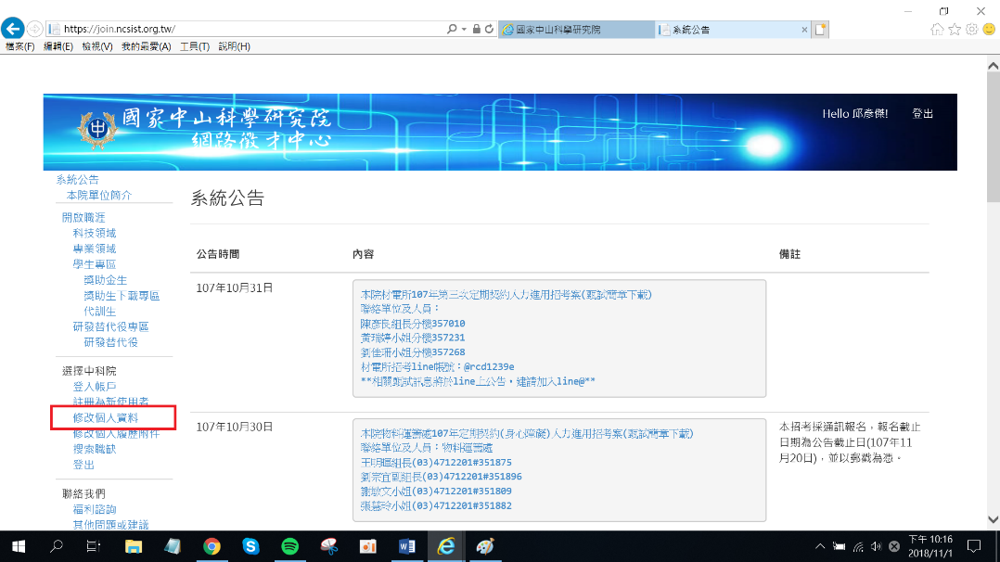 https://join.ncsist.org.tw/
國家中山科學研究院
系統公告
檔案(F) 編輯(E) 檢視(V) 我的最愛(A) 工具(T) 說明(H)
國家中山科學研究院
網路徵才中心
Hello 邱彥傑! 登出
系統公告
本院單位簡介
開啟職涯
科技領域
專業領域
學生專區
獎助金生
獎助生下載專區
代訓生
研發替代役專區
研發替代役
選擇中科院
登入帳戶
註冊為新使用者
修改個人資料
修改個人履歷附件
搜索職缺
登出
聯絡我們
福利諮詢
其他問題或建議
系統公告
公告時間 內容 備註
107年10月31日
本院材電所107年第三次定期契約人力進用招考案(甄試簡章下載)
聯絡單位及人員：
陳彥良組長分機357010
黃瑞婷小姐分機357231
劉佳珊小姐分機357268
材電所招考line帳號：@rcd1239e
**相關甄試訊息將於line上公告，建請加入line@**
107年10月30日
本院物料運籌處107年定期契約(身心障礙)人力進用招考案(甄試簡章下載)
聯絡單位及人員：物料運籌處
王明區組長(03)4712201#351875
劉宗宜副組長(03)4712201#351896
謝敏文小姐(03)4712201#351809
張慧玲小姐(03)4712201#351882
本招考採通訊報名，報名截止
日期為公告截止日(107年11
月20日)，並以郵戳為憑。
下午 10:16
2018/11/1